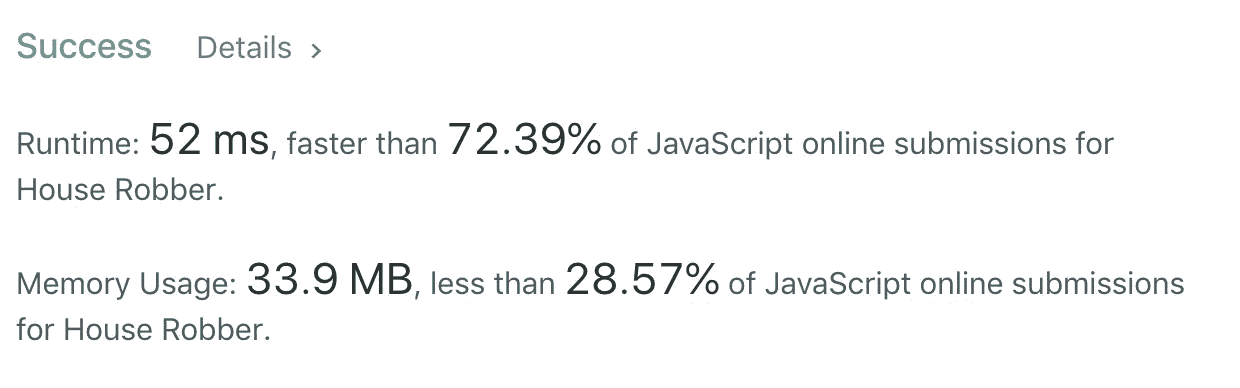 Success Details >
Runtime: 52 ms, faster than 72.39% of JavaScript online submissions for
House Robber.
Memory Usage: 33.9 MB, less than 28.57% of JavaScript online submissions
for House Robber.